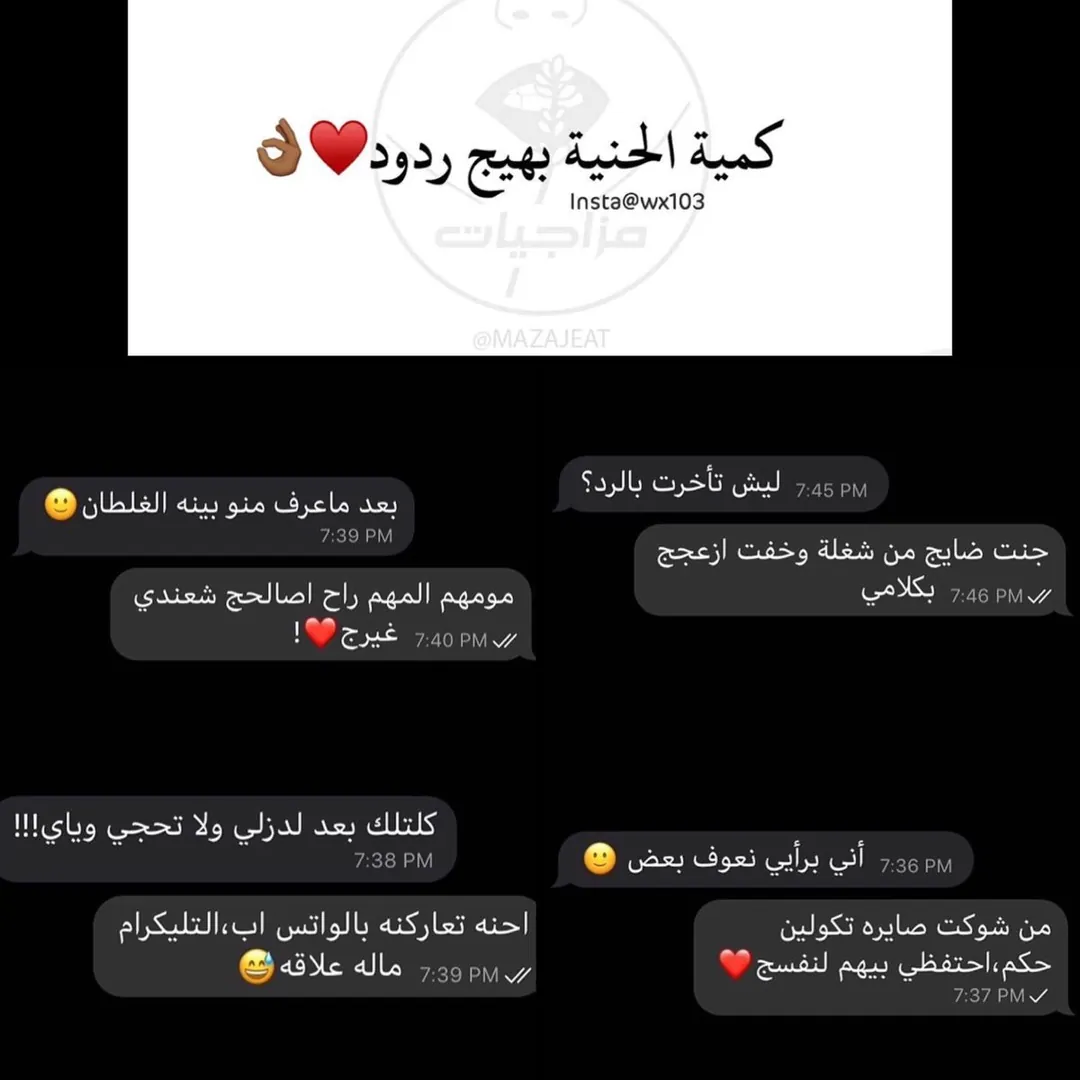 كمية الحنية بهيج ردود♥️👌🏾
Insta@wx103
مزاجيات
@MAZAJEAT
ليش تأخرت بالرد؟ 7:45 PM
جنت ضايج من شغلة وخفت ازعجج
بكلامي 7:46 PM
بعد ماعرف منو بينه الغلطان🙂
7:39 PM
مومهم المهم راح اصالحج شعندي
غيرج❤️! 7:40 PM
أني برأيي نعوف بعض 🙂 7:36 PM
من شوكت صايره تكولين
حكم،احتفظي بيهم لنفسج❤️
7:37 PM
كلتلك بعد لدزلي ولا تحجي وياي!!!
7:38 PM
احنه تعاركنه بالواتس اب،التليكرام
ماله علاقه😅 7:39 PM